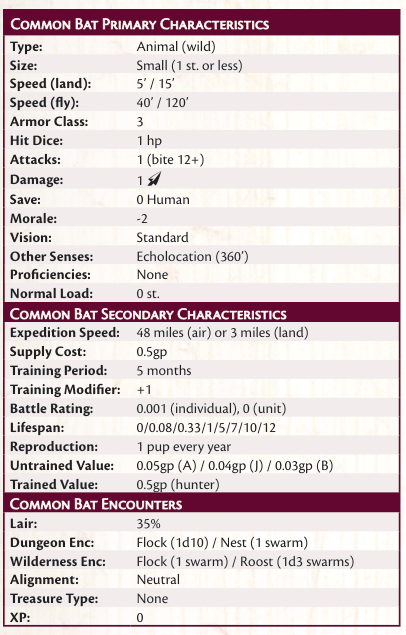 COMMON BAT PRIMARY CHARACTERISTICS
Type: Animal (wild)
Size: Small (1 st. or less)
Speed (land): 5′ / 15′
Speed (fly): 40′ / 120′
Armor Class: 3
Hit Dice: 1 hp
Attacks: 1 (bite 12+)
Damage: 1
Save: 0 Human
Morale: -2
Vision: Standard
Other Senses: Echolocation (360′)
Proficiencies: None
Normal Load: 0 st.
COMMON BAT SECONDARY CHARACTERISTICS
Expedition Speed: 48 miles (air) or 3 miles (land)
Supply Cost: 0.5gp
Training Period: 5 months
Training Modifier: +1
Battle Rating: 0.001 (individual), 0 (unit)
Lifespan: 0/0.08/0.33/1/5/7/10/12
Reproduction: 1 pup every year
Untrained Value: 0.05gp (A) / 0.04gp (J) / 0.03gp (B)
Trained Value: 0.5gp (hunter)
COMMON BAT ENCOUNTERS
Lair: 35%
Dungeon Enc: Flock (1d10) / Nest (1 swarm)
Wilderness Enc: Flock (1 swarm) / Roost (1d3 swarms)
Alignment: Neutral
Treasure Type: None
XP: 0